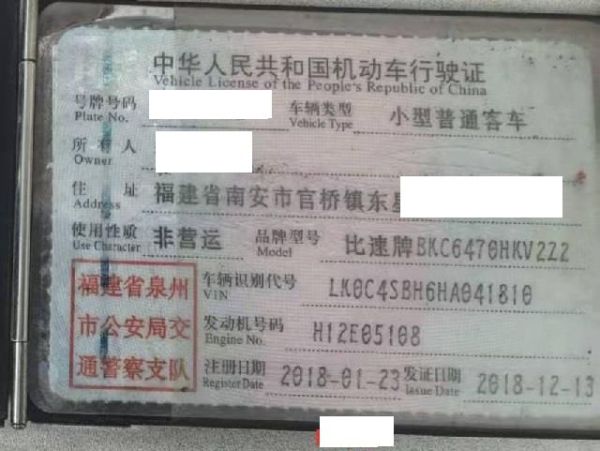 中华人民共和国机动车行驶证
Vehicle License of the People's Republic of China
号牌号码
Plate No.
车辆类型 小型普通客车
Vehicle Type
所有人
Owner
住址 福建省南安市官桥镇东
Address
使用性质 非营运 品牌型号 比速牌BKC6470HKV2Z2
Use Character Model
福建省泉州
市公安局交
通警察支队
车辆识别代号 LK0C4SBH6HA041810
VIN
发动机号码 H12E05108
Engine No.
注册日期 2018-01-23 发证日期 2018-12-13
Register Date Issue Date